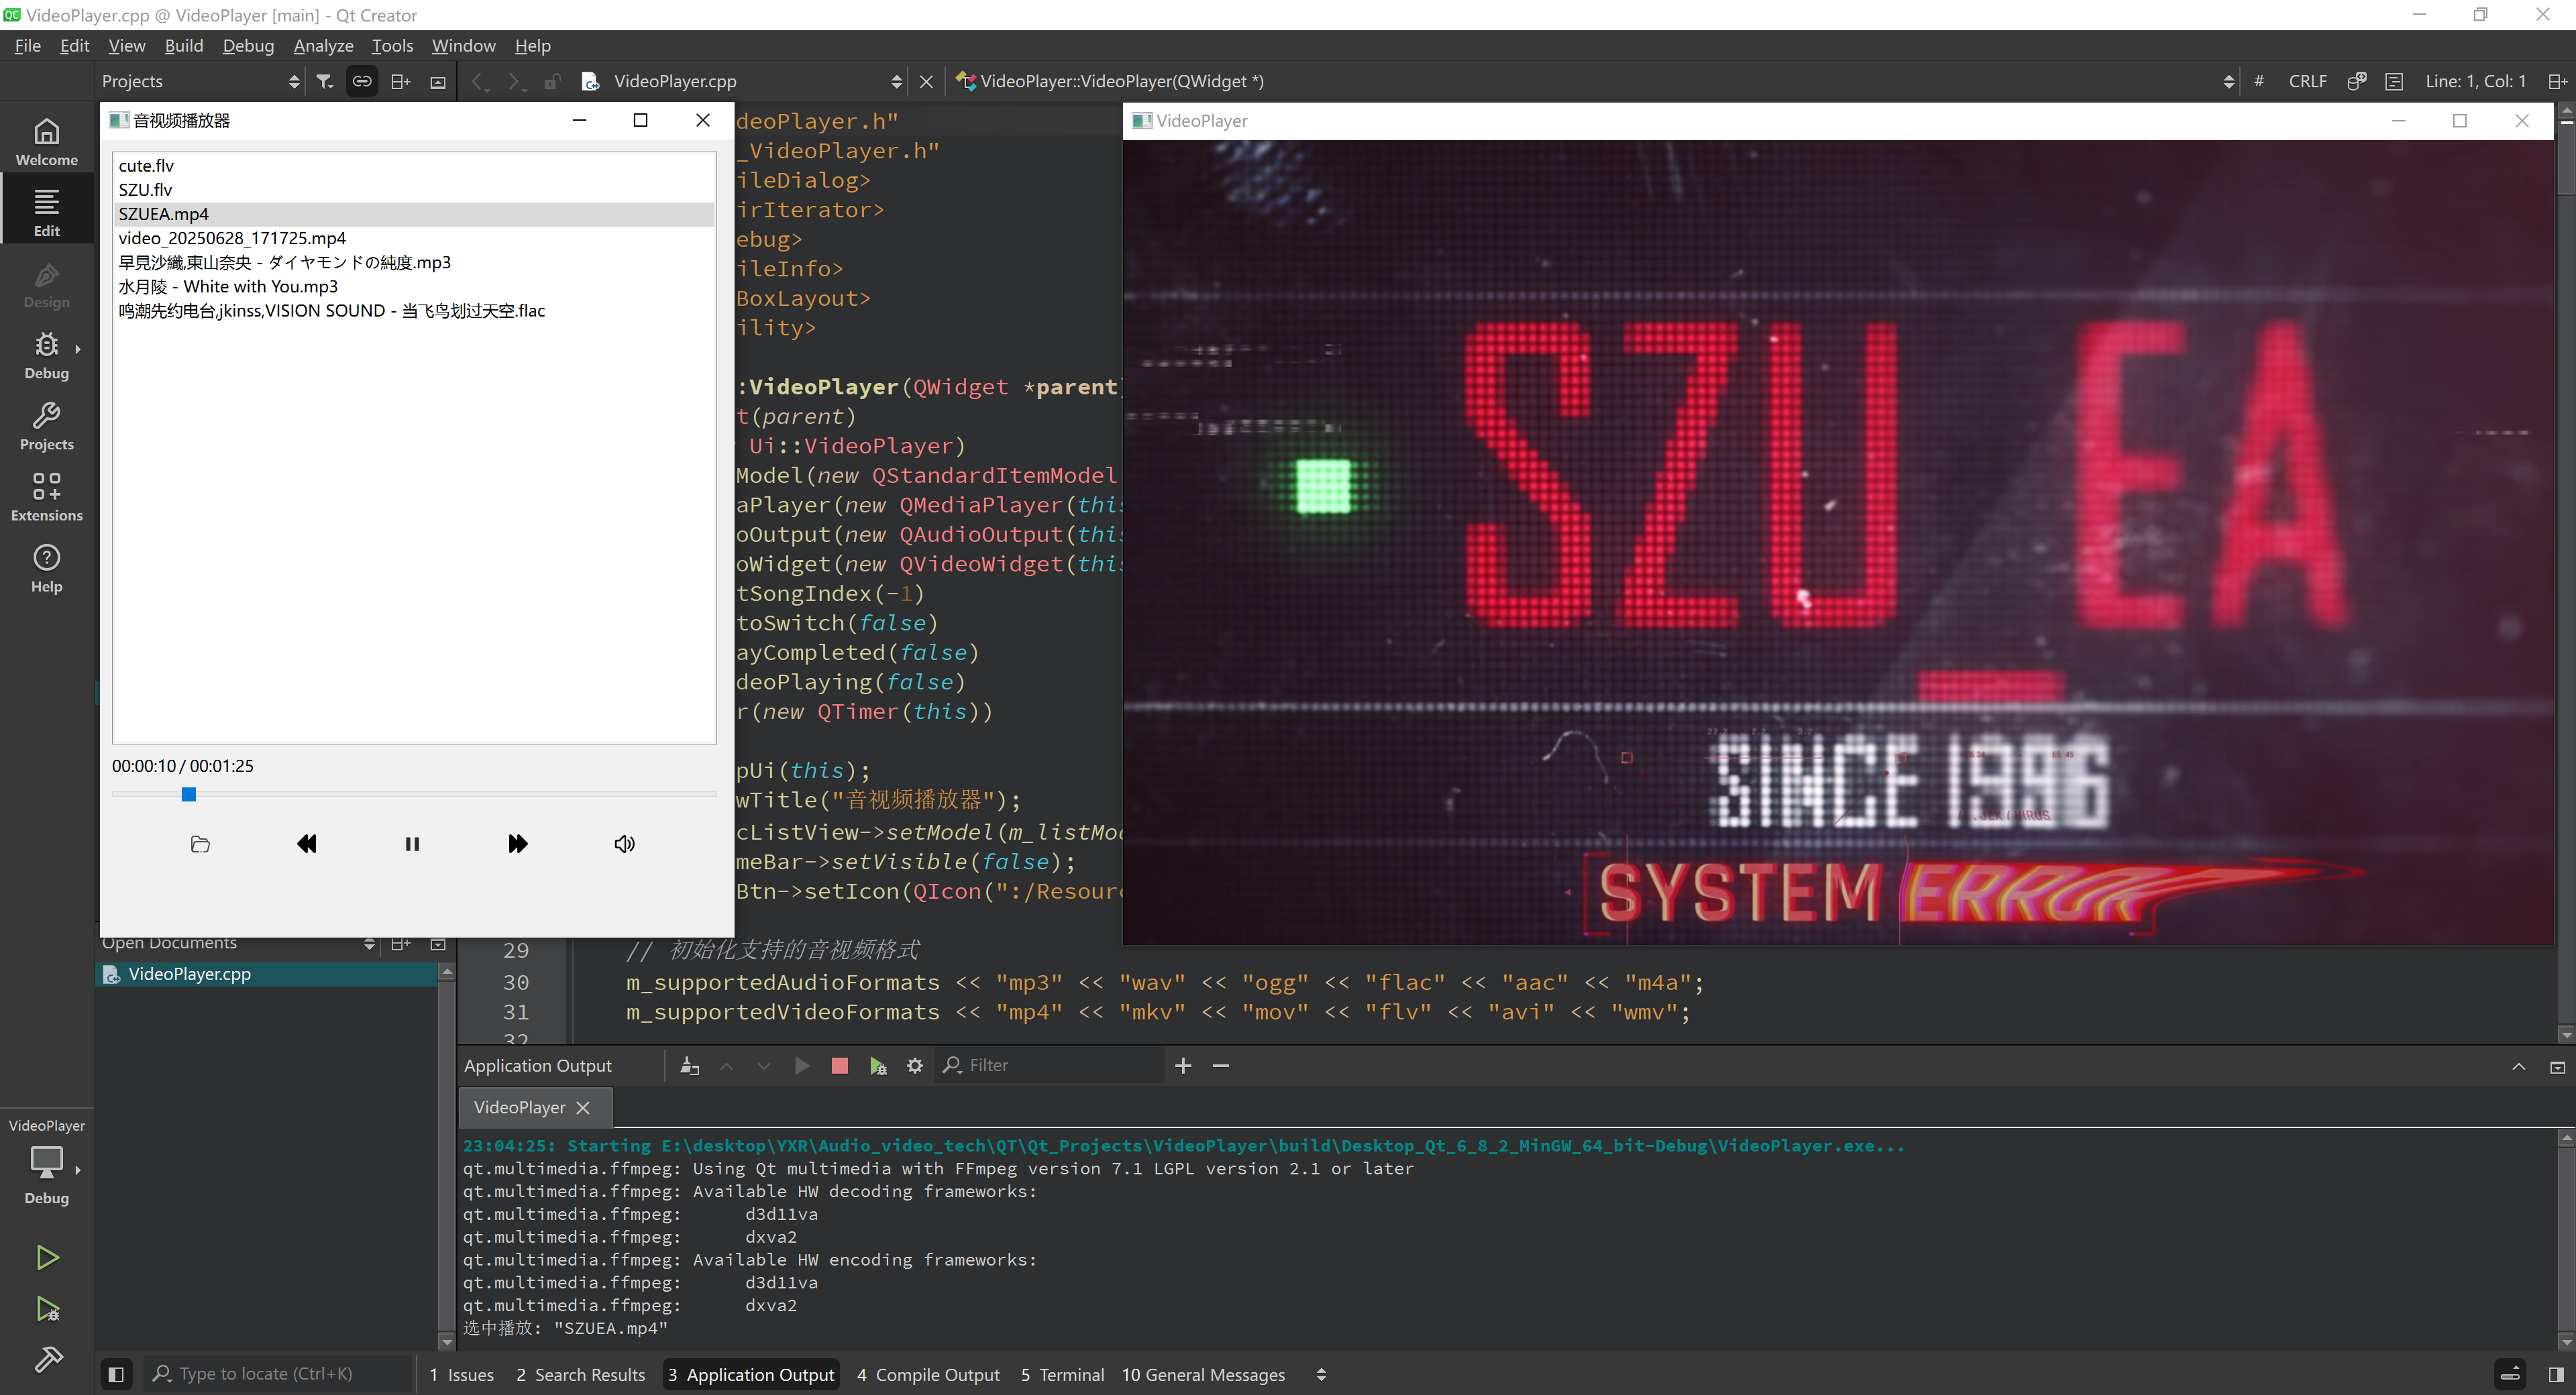 VideoPlayer.cpp @ VideoPlayer [main] - Qt Creator
File Edit View Build Debug Analyze Tools Window Help
Projects
VideoPlayer.cpp
VideoPlayer::VideoPlayer(QWidget *)
# CRLF Line: 1, Col: 1
Welcome
Edit
Design
Debug
Projects
Extensions
Help
音视频播放器
cute.flv
SZU.flv
SZUEA.mp4
video_20250628_171725.mp4
早見沙織,東山奈央 - ダイヤモンドの純度.mp3
水月陵 - White with You.mp3
鸣潮先约电台,jkinss,VISION SOUND - 当飞鸟划过天空.flac
00:00:10 / 00:01:25
deoPlayer.h"
_VideoPlayer.h"
ileDialog>
irIterator>
ebug>
ileInfo>
BoxLayout>
ility>
:VideoPlayer(QWidget *parent)
t(parent)
Ui::VideoPlayer)
Model(new QStandardItemModel
aPlayer(new QMediaPlayer(this
oOutput(new QAudioOutput(this
oWidget(new QVideoWidget(this
tSongIndex(-1)
toSwitch(false)
ayCompleted(false)
deoPlaying(false)
r(new QTimer(this))
pUi(this);
wTitle("音视频播放器");
cListView->setModel(m_listMod
meBar->setVisible(false);
Btn->setIcon(QIcon(":/Resourc
29 // 初始化支持的音视频格式
30 m_supportedAudioFormats << "mp3" << "wav" << "ogg" << "flac" << "aac" << "m4a";
31 m_supportedVideoFormats << "mp4" << "mkv" << "mov" << "flv" << "avi" << "wmv";
32
VideoPlayer
SZU EA
SINCE 1996
SYSTEM ERROR
Open Documents
VideoPlayer.cpp
Application Output
Filter
VideoPlayer
23:04:25: Starting E:\desktop\YXR\Audio_video_tech\QT\Qt_Projects\VideoPlayer\build\Desktop_Qt_6_8_2_MinGW_64_bit-Debug\VideoPlayer.exe...
qt.multimedia.ffmpeg: Using Qt multimedia with FFmpeg version 7.1 LGPL version 2.1 or later
qt.multimedia.ffmpeg: Available HW decoding frameworks:
qt.multimedia.ffmpeg: d3d11va
qt.multimedia.ffmpeg: dxva2
qt.multimedia.ffmpeg: Available HW encoding frameworks:
qt.multimedia.ffmpeg: d3d11va
qt.multimedia.ffmpeg: dxva2
选中播放: "SZUEA.mp4"
VideoPlayer
Debug
Type to locate (Ctrl+K)
1 Issues 2 Search Results 3 Application Output 4 Compile Output 5 Terminal 10 General Messages